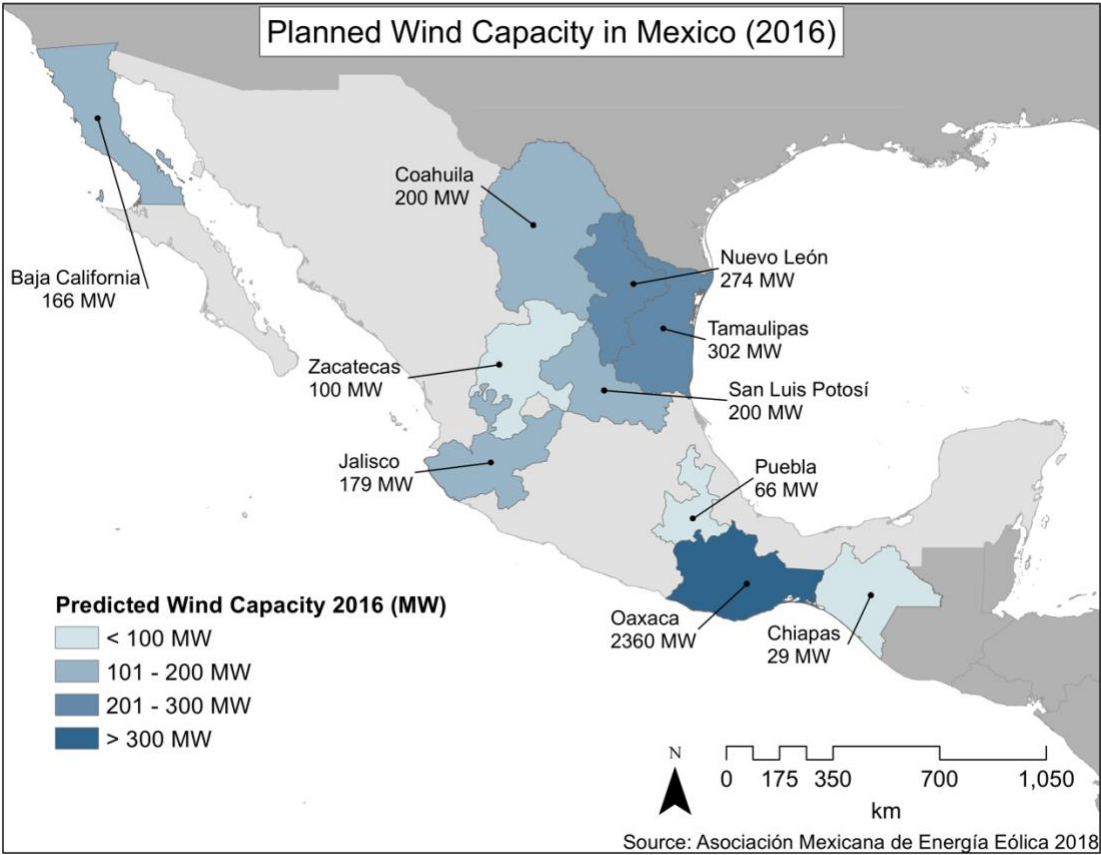 Planned Wind Capacity in Mexico (2016)
Coahuila
200 MW
Nuevo León
274 MW
Baja California
166 MW
Tamaulipas
302 MW
Zacatecas
100 MW
San Luis Potosí
200 MW
Jalisco
179 MW
Puebla
66 MW
Oaxaca
2360 MW
Chiapas
29 MW
Predicted Wind Capacity 2016 (MW)
< 100 MW
101 - 200 MW
201 - 300 MW
> 300 MW
N
0 175 350 700 1,050
km
Source: Asociación Mexicana de Energía Eólica 2018